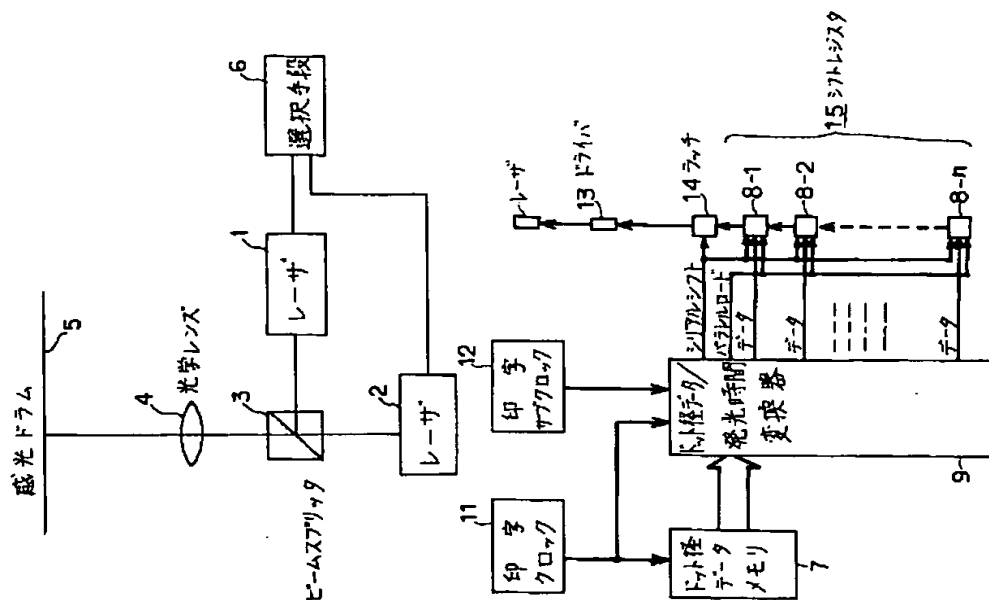 感光ドラム
5
4
光学レンズ
3
ビームスプリッタ
1
レーザ
6
選択手段
2
レーザ
レーザ
13 ドライバ
14 ラッチ
15 シフトレジスタ
8-1
8-2
8-n
シリアルシフト
パラレルロード
データ
データ
データ
12
印字
サブクロック
11
印字
クロック
ドット径データ/
発光時間
変換器
9
ドット径
データ
メモリ
7